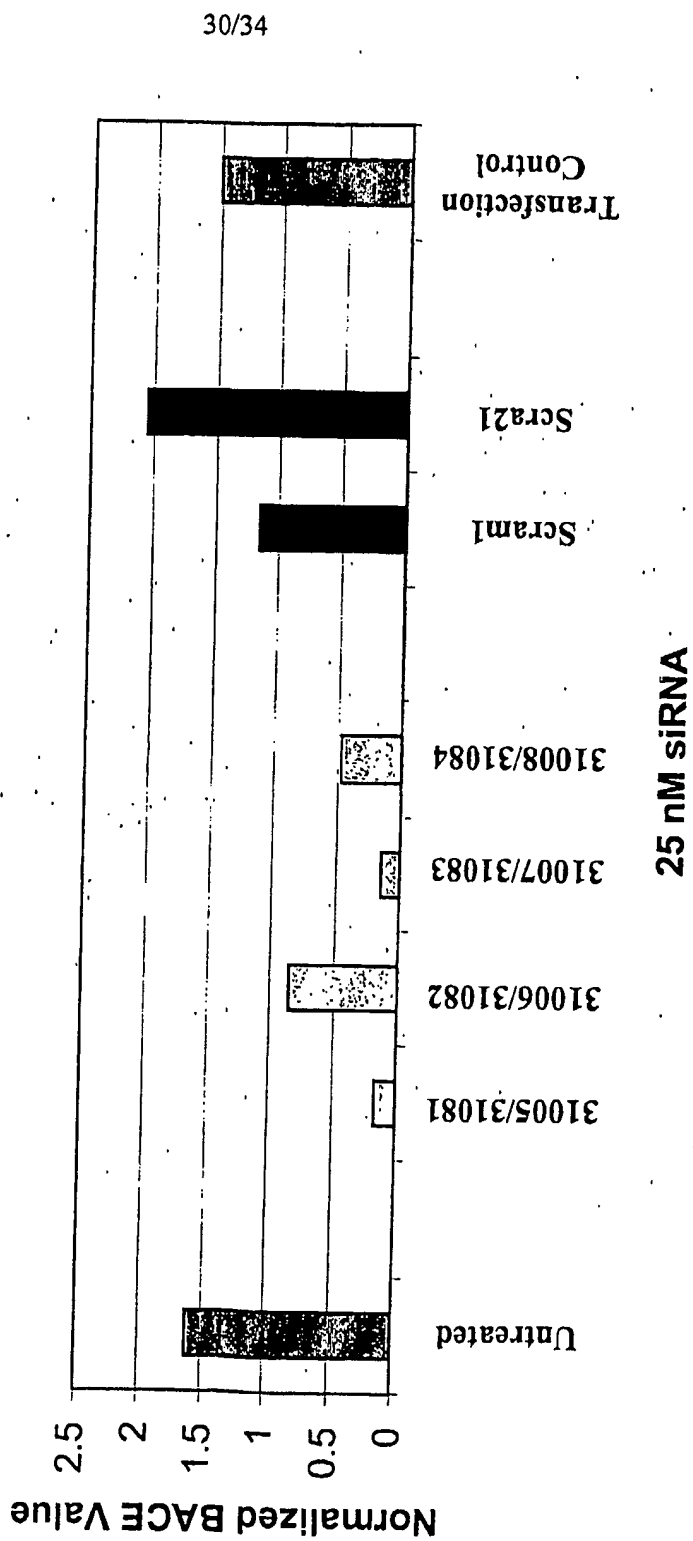 30/34
Normalized BACE Value
2.5
2
1.5
1
0.5
0
Untreated
31005/31081
31006/31082
31007/31083
31008/31084
Scram1
Scra21
Transfection
Control
25 nM siRNA